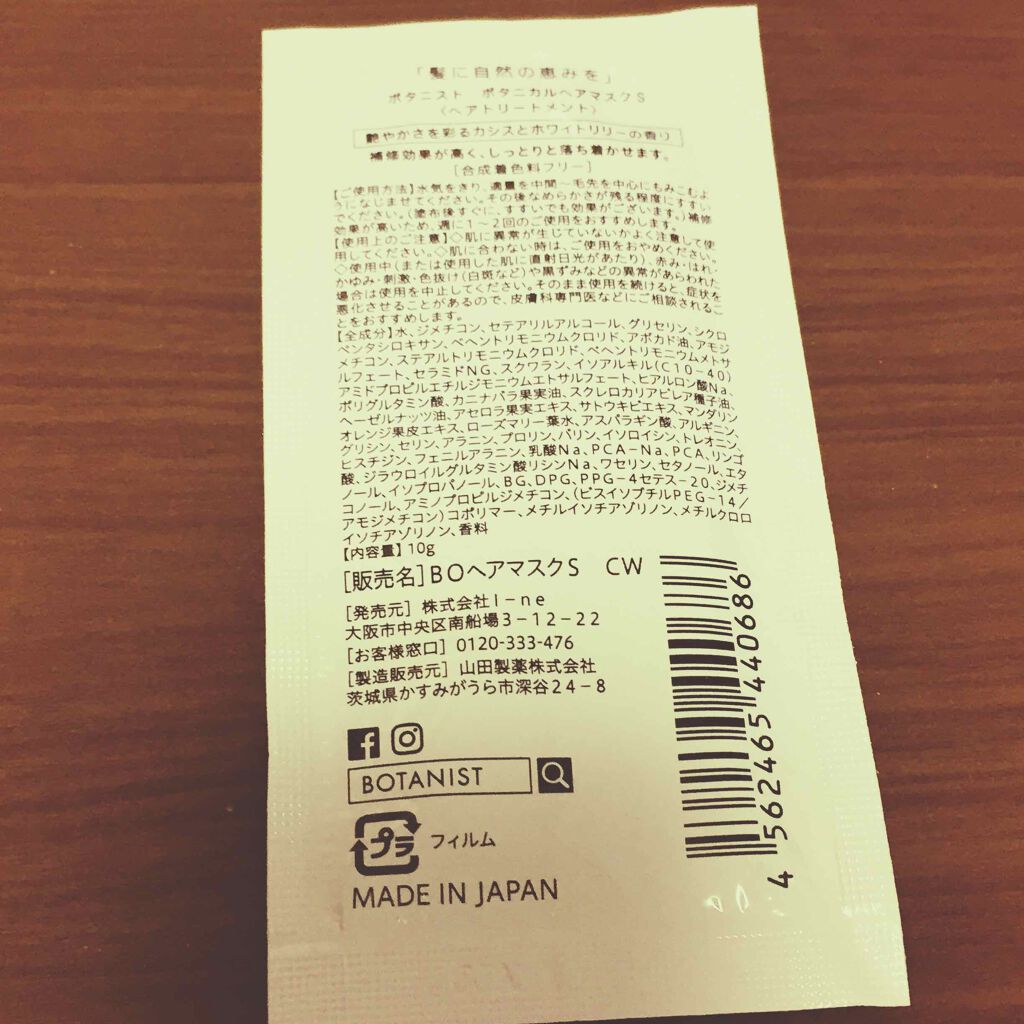 「髪に自然の恵みを」
ボタニスト ボタニカルヘアマスクS
〈ヘアトリートメント〉
艶やかさを彩るカシスとホワイトリリーの香り
補修効果が高く、しっとりと落ち着かせます。
[合成着色料フリー]
【ご使用方法】水気をきり、適量を中間~毛先を中心にもみこむよ
うになじませてください。その後なめらかさが残る程度にすすい
でください。(塗布後すぐに、すすいでも効果がございます。)補修
効果が高いため、週に1~2回のご使用をおすすめします。
【使用上のご注意】◇肌に異常が生じていないかよく注意して使
用してください。◇肌に合わない時は、ご使用をおやめください。
◇使用中(または使用した肌に直射日光があたり)、赤み・はれ・
かゆみ・刺激・色抜け(白斑など)や黒ずみなどの異常があらわれた
場合は使用を中止してください。そのまま使用を続けると、症状を
悪化させることがあるので、皮膚科専門医などにご相談されるこ
とをおすすめします。
【全成分】水、ジメチコン、セテアリルアルコール、グリセリン、シクロ
ペンタシロキサン、ベヘントリモニウムクロリド、アボカド油、アモジ
メチコン、ステアルトリモニウムクロリド、ベヘントリモニウムメトサ
ルフェート、セラミドNG、スクワラン、イソアルキル(C10-40)
アミドプロピルエチルジモニウムエトサルフェート、ヒアルロン酸Na、
ポリグルタミン酸、カニナバラ果実油、スクレロカリアビレア種子油、
ヘーゼルナッツ油、アセロラ果実エキス、サトウキビエキス、マンダリン
オレンジ果皮エキス、ローズマリー葉水、アスパラギン酸、アルギニン、
グリシン、セリン、アラニン、プロリン、バリン、イソロイシン、トレオニン、
ヒスチジン、フェニルアラニン、乳酸Na、PCA-Na、PCA、リンゴ
酸、ジラウロイルグルタミン酸リシンNa、ワセリン、セタノール、エタ
ノール、イソプロパノール、BG、DPG、PPG-4セテス-20、ジメチ
コノール、アミノプロピルジメチコン、(ビスイソブチルPEG-14/
アモジメチコン)コポリマー、メチルイソチアゾリノン、メチルクロロ
イソチアゾリノン、香料
【内容量】10g
[販売名]BOヘアマスクS CW
[発売元] 株式会社I-ne
大阪市中央区南船場3-12-22
[お客様窓口] 0120-333-476
[製造販売元] 山田製薬株式会社
茨城県かすみがうら市深谷24-8
BOTANIST
プラ フィルム
MADE IN JAPAN
4 562465 440686